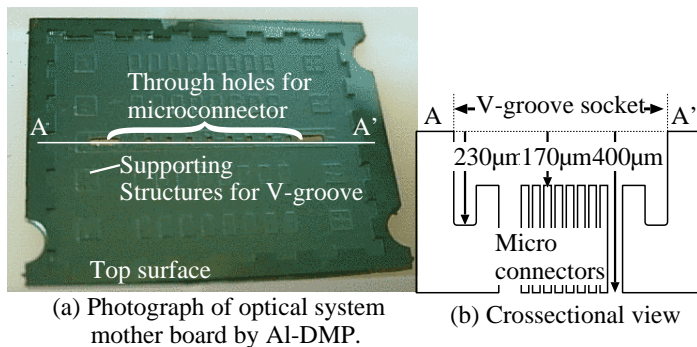 Through holes for
microconnector
A
A'
Supporting
Structures for V-groove
Top surface
(a) Photograph of optical system
mother board by Al-DMP.
A
V-groove socket
A'
230μm
170μm
400μm
Micro
connectors
(b) Crossectional view